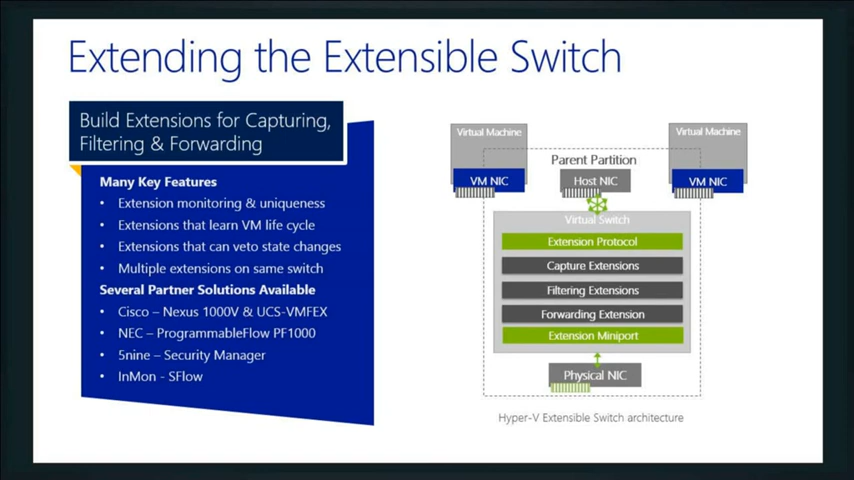 Extending the Extensible Switch
Build Extensions for Capturing,
Filtering & Forwarding
Many Key Features
• Extension monitoring & uniqueness
• Extensions that learn VM life cycle
• Extensions that can veto state changes
• Multiple extensions on same switch
Several Partner Solutions Available
• Cisco – Nexus 1000V & UCS-VMFEX
• NEC – ProgrammableFlow PF1000
• 5nine – Security Manager
• InMon - SFlow
Virtual Machine
Virtual Machine
Parent Partition
VM NIC
Host NIC
VM NIC
Virtual Switch
Extension Protocol
Capture Extensions
Filtering Extensions
Forwarding Extension
Extension Miniport
Physical NIC
Hyper-V Extensible Switch architecture